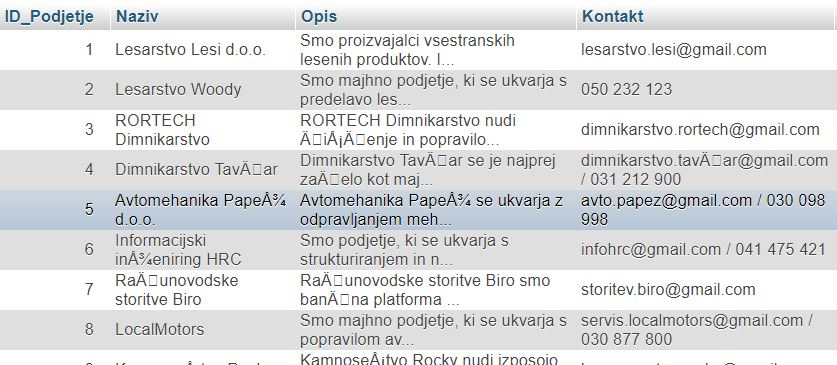 ID_Podjetje Naziv Opis Kontakt
1 Lesarstvo Lesi d.o.o. Smo proizvajalci vsestranskih lesenih produktov. I... lesarstvo.lesi@gmail.com
2 Lesarstvo Woody Smo majhno podjetje, ki se ukvarja s predelavo les... 050 232 123
3 RORTECH Dimnikarstvo RORTECH Dimnikarstvo nudi Ä▯iÅ¡Ä▯enje in popravilo... dimnikarstvo.rortech@gmail.com
4 Dimnikarstvo TavÄ▯ar Dimnikarstvo TavÄ▯ar se je najprej zaÄ▯elo kot maj... dimnikarstvo.tavÄ▯ar@gmail.com / 031 212 900
5 Avtomehanika PapeÅ¾ d.o.o. Avtomehanika PapeÅ¾ se ukvarja z odpravljanjem meh... avto.papez@gmail.com / 030 098 998
6 Informacijski inÅ¾eniring HRC Smo podjetje, ki se ukvarja s strukturiranjem in n... infohrc@gmail.com / 041 475 421
7 RaÄ▯unovodske storitve Biro RaÄ▯unovodske storitve Biro smo banÄ▯na platforma ... storitev.biro@gmail.com
8 LocalMotors Smo majhno podjetje, ki se ukvarja s popravilom av... servis.localmotors@gmail.com / 030 877 800
KamnoseÅ¡tvo Rocky nudi izposojo